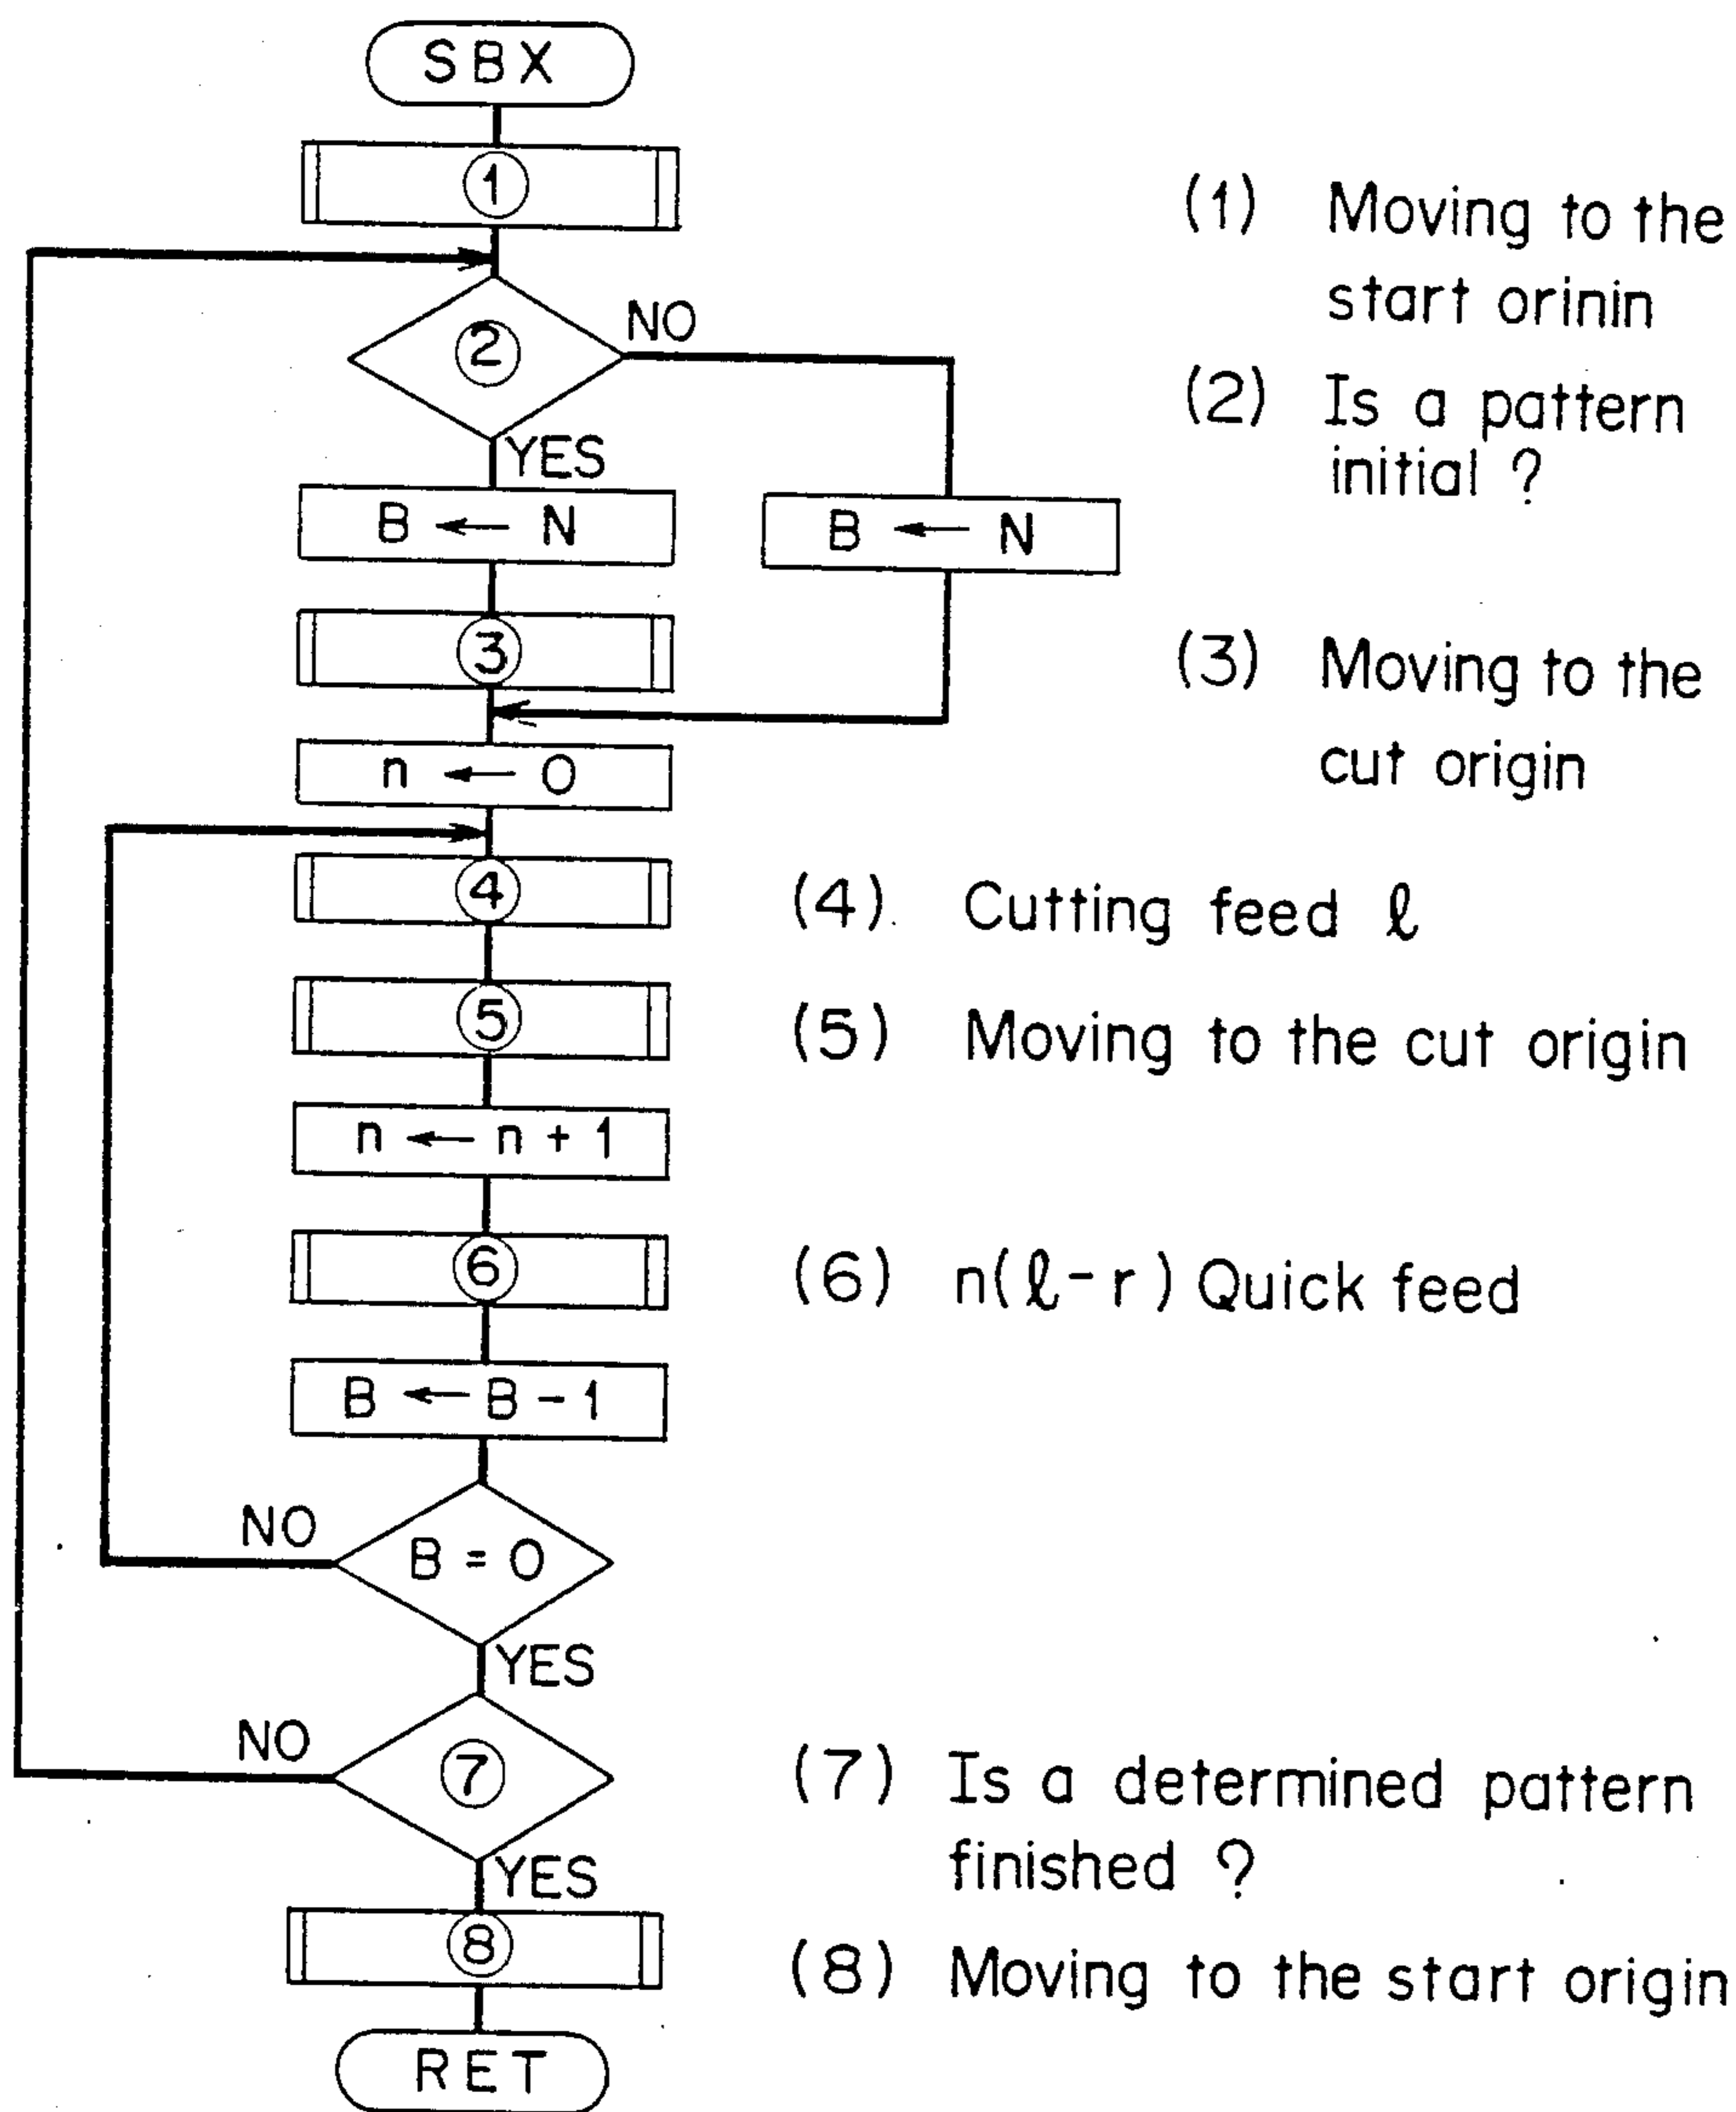 SBX
1
(1) Moving to the
start orinin
2
NO
(2) Is a pattern
initial ?
YES
B ← N
B ← N
3
(3) Moving to the
cut origin
n ← 0
4
(4) Cutting feed ℓ
5
(5) Moving to the cut origin
n ← n + 1
6
(6) n(ℓ-r) Quick feed
B ← B - 1
NO
B = 0
YES
NO
7
(7) Is a determined pattern
finished ?
YES
8
(8) Moving to the start origin
RET